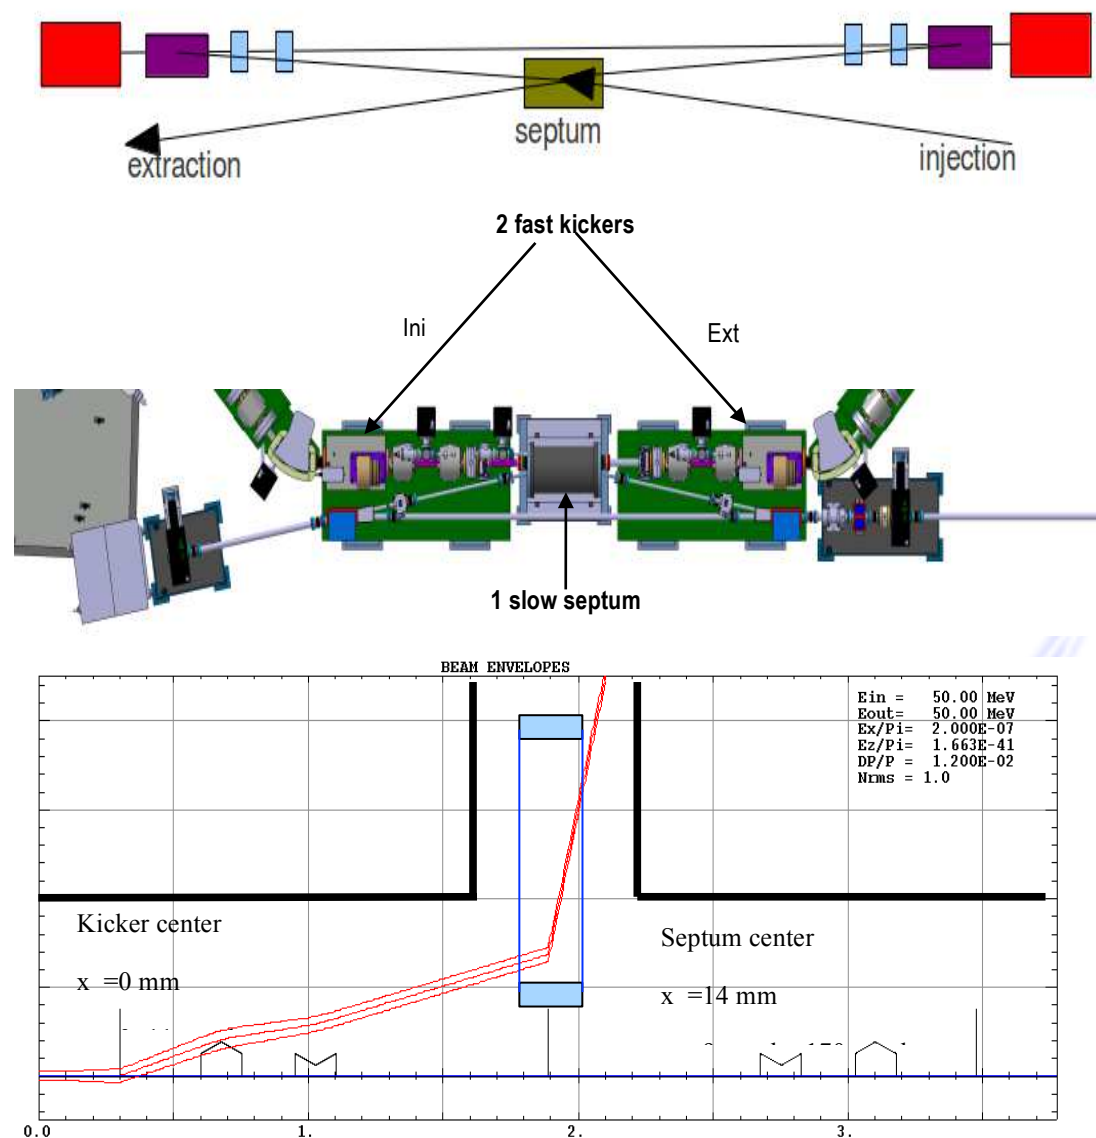 extraction
septum
injection
2 fast kickers
Ini
Ext
1 slow septum
BEAM ENVELOPES
Ein = 50.00 MeV
Eout= 50.00 MeV
Ex/Pi= 2.000E-07
Ez/Pi= 1.663E-41
DP/P = 1.200E-02
Nrms = 1.0
Kicker center
x =0 mm
Septum center
x =14 mm
0.0 1. 2. 3.